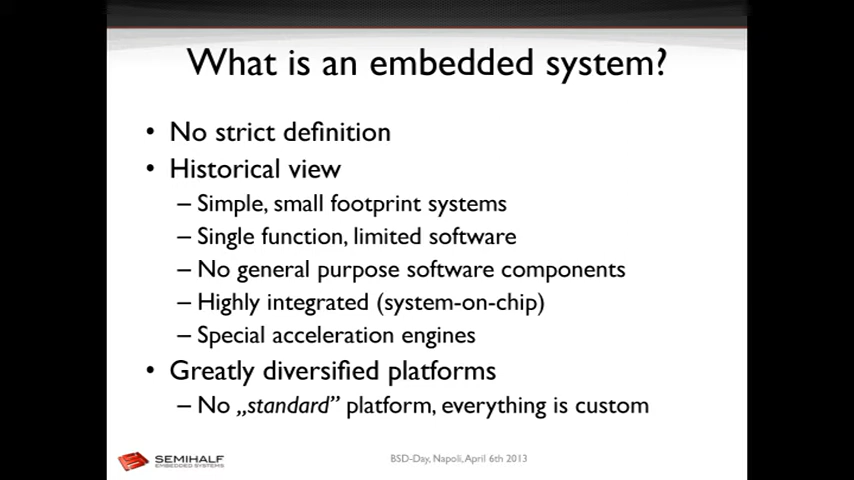 What is an embedded system?
• No strict definition
• Historical view
– Simple, small footprint systems
– Single function, limited software
– No general purpose software components
– Highly integrated (system-on-chip)
– Special acceleration engines
• Greatly diversified platforms
– No „standard” platform, everything is custom
SEMIHALF
EMBEDDED SYSTEMS
BSD-Day, Napoli, April 6th 2013